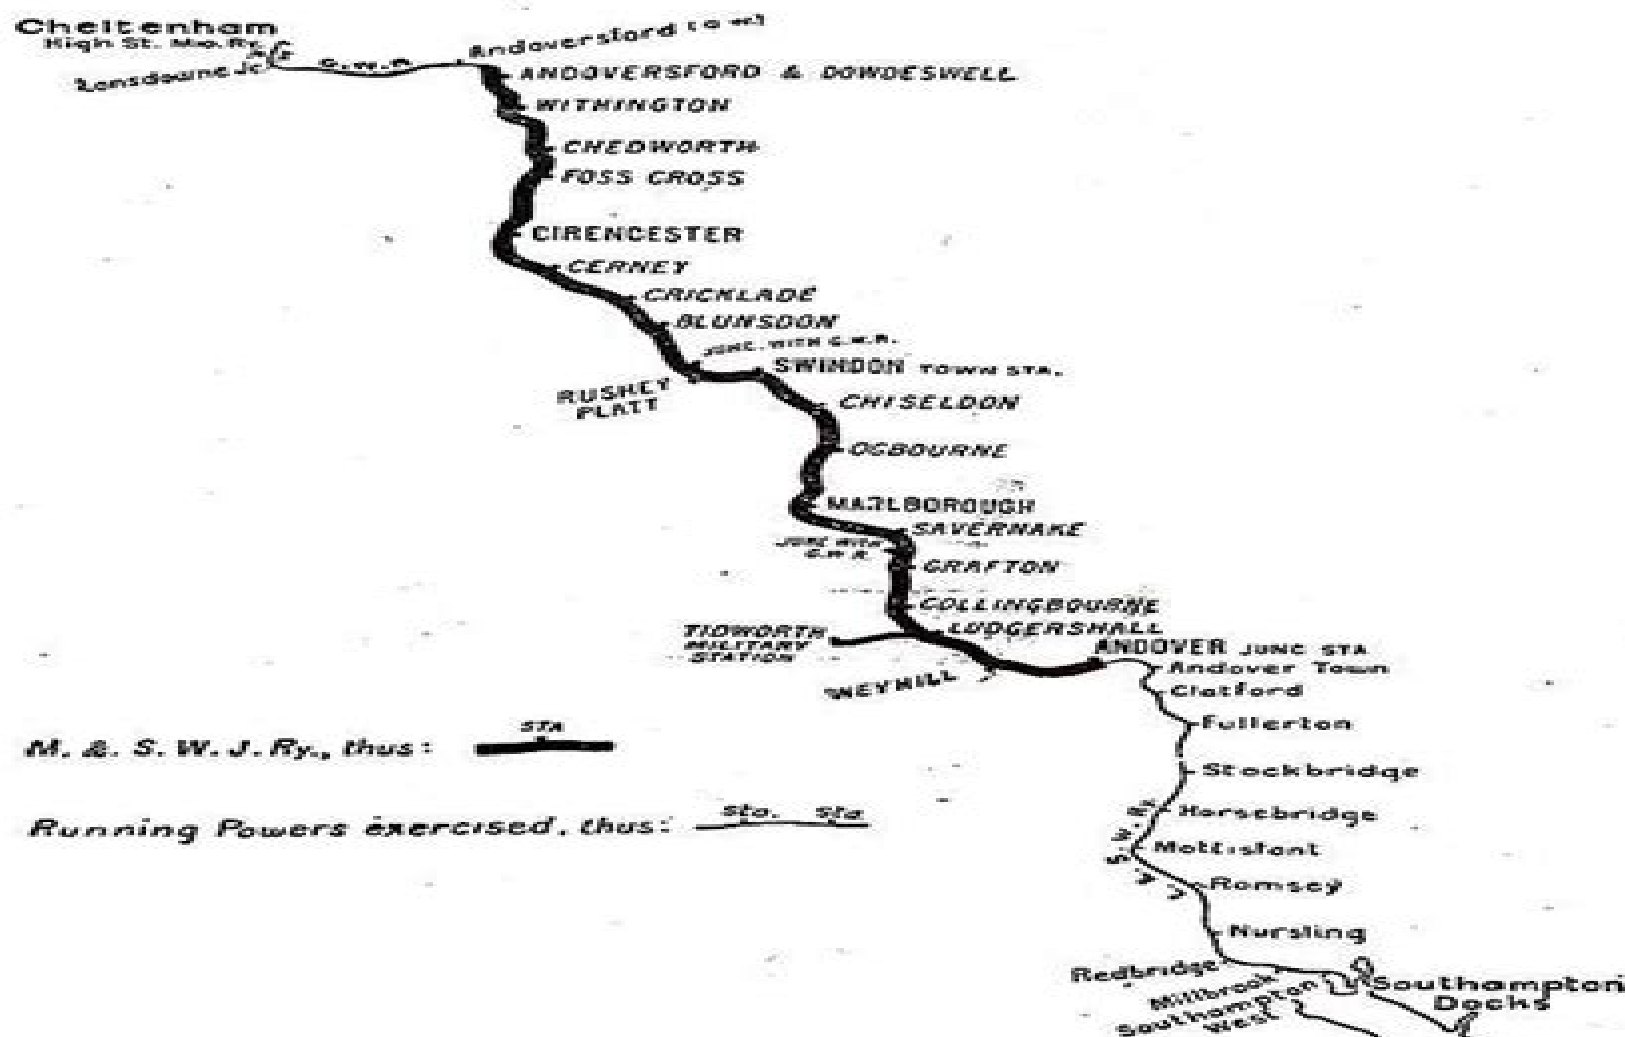 Cheltenham
High St. Mid. Ry.
Lansdowne Jc.
G.W.R.
Andoversford
ANDOVERSFORD & DOWDESWELL
WITHINGTON
CHEDWORTH
FOSS CROSS
CIRENCESTER
CERNEY
CRICKLADE
BLUNSDON
JUNC. WITH G.W.R.
SWINDON TOWN STA.
RUSHEY
PLATT
CHISELDON
OGBOURNE
MARLBOROUGH
SAVERNAKE
JUNC WITH
G.W.R.
GRAFTON
COLLINGBOURNE
LUDGERSHALL
TIDWORTH
MILITARY
STATION
WEYHILL
ANDOVER JUNC STA
Andover Town
Clatford
Fullerton
STA
M. & S. W. J. Ry., thus:
Stockbridge
Sta. Sta
Running Powers exercised, thus:
Horsebridge
Mottisfont
Romsey
Nursling
Redbridge
Millbrook
Southampton
West
Southampton
Docks